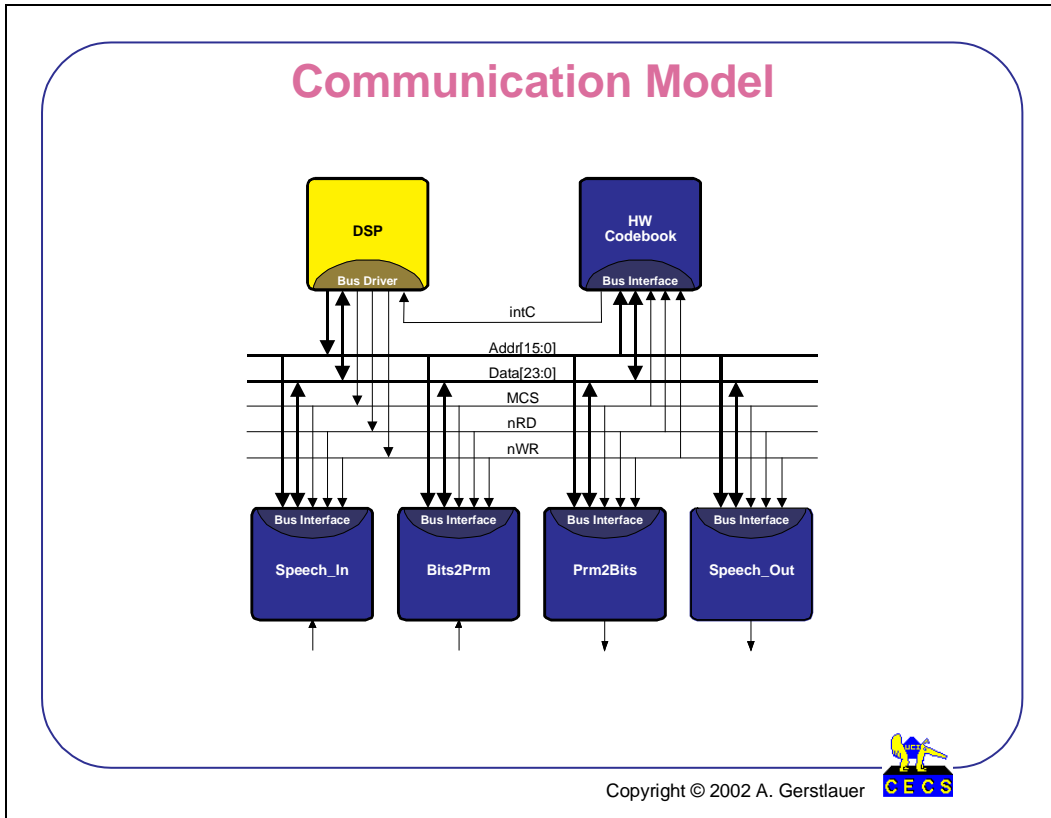 Communication Model
DSP
HW
Codebook
Bus Driver
Bus Interface
intC
Addr[15:0]
Data[23:0]
MCS
nRD
nWR
Bus Interface
Bus Interface
Bus Interface
Bus Interface
Speech_In
Bits2Prm
Prm2Bits
Speech_Out
UCI
CECS
Copyright © 2002 A. Gerstlauer